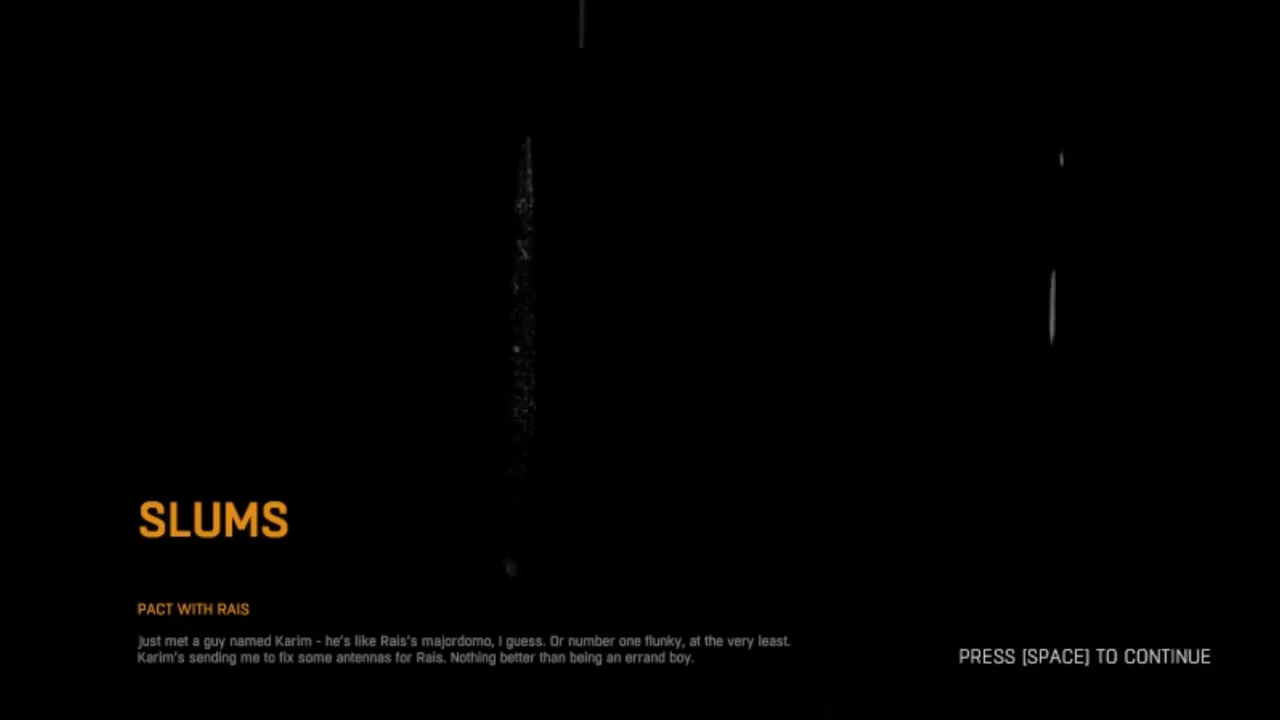 SLUMS
PACT WITH RAIS
Just met a guy named Karim - he's like Rais's majordomo, I guess. Or number one flunky, at the very least.
Karim's sending me to fix some antennas for Rais. Nothing better than being an errand boy.
PRESS [SPACE] TO CONTINUE